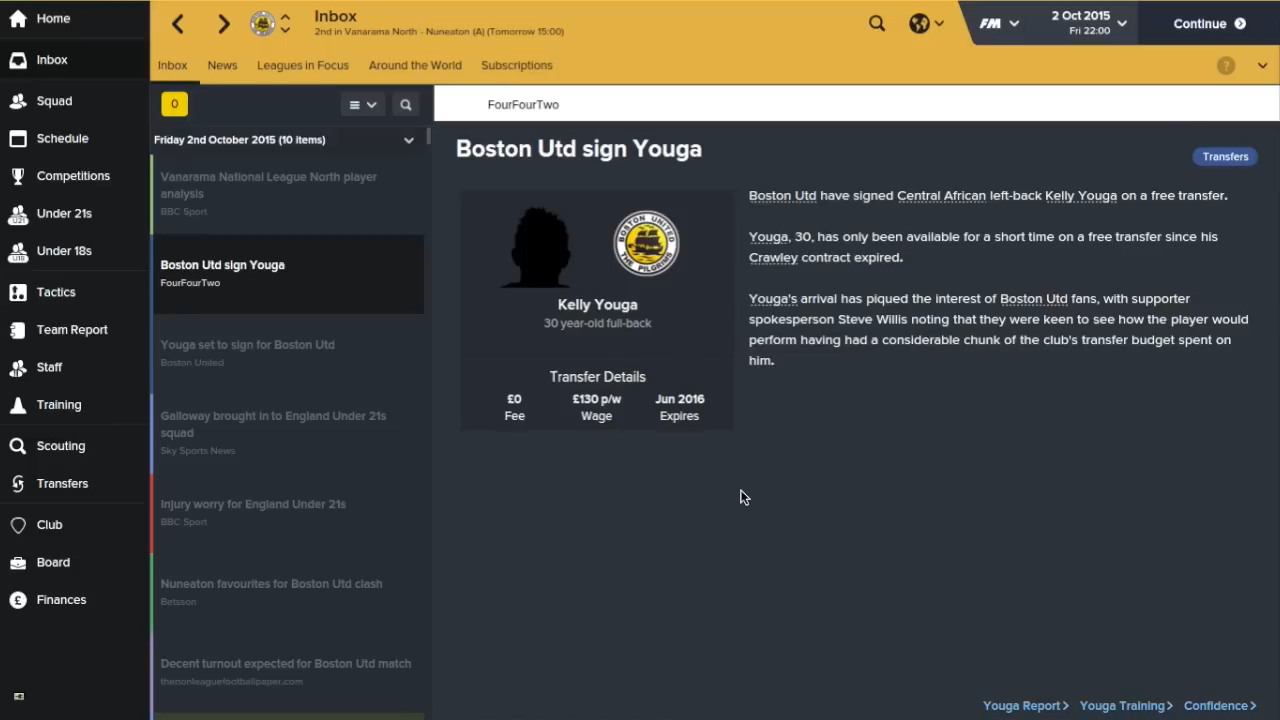 Home
Inbox
Squad
Schedule
Competitions
U21
Under 21s
U18
Under 18s
Tactics
Team Report
Staff
Training
Scouting
Transfers
Club
Board
£
Finances
Inbox
2nd in Vanarama North - Nuneaton (A) (Tomorrow 15:00)
FM
2 Oct 2015
Fri 22:00
Continue
Inbox
News
Leagues in Focus
Around the World
Subscriptions
?
0
Friday 2nd October 2015 (10 items)
Vanarama National League North player
analysis
BBC Sport
Boston Utd sign Youga
FourFourTwo
Youga set to sign for Boston Utd
Boston United
Galloway brought in to England Under 21s
squad
Sky Sports News
Injury worry for England Under 21s
BBC Sport
Nuneaton favourites for Boston Utd clash
Betsson
Decent turnout expected for Boston Utd match
thenonleaguefootballpaper.com
FourFourTwo
Boston Utd sign Youga
Transfers
BOSTON UNITED
THE PILGRIMS
Kelly Youga
30 year-old full-back
Transfer Details
£0 £130 p/w Jun 2016
Fee Wage Expires
Boston Utd have signed Central African left-back Kelly Youga on a free transfer.
Youga, 30, has only been available for a short time on a free transfer since his
Crawley contract expired.
Youga's arrival has piqued the interest of Boston Utd fans, with supporter
spokesperson Steve Willis noting that they were keen to see how the player would
perform having had a considerable chunk of the club's transfer budget spent on
him.
Youga Report>
Youga Training>
Confidence>